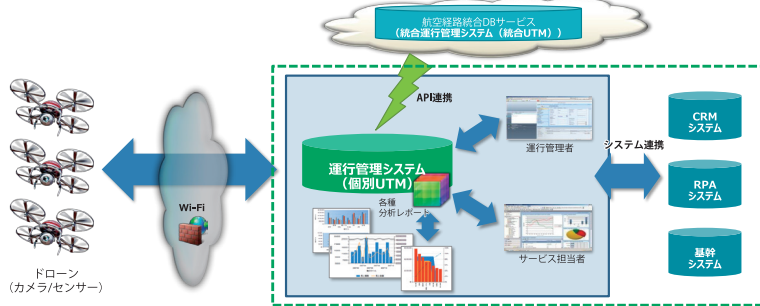 航空経路統合DBサービス
(統合運行管理システム(統合UTM))
API連携
運行管理者
システム連携
CRM
システム
運行管理システム
(個別UTM)
Wi-Fi
各種
分析レポート
RPA
システム
サービス担当者
基幹
システム
ドローン
(カメラ/センサー)